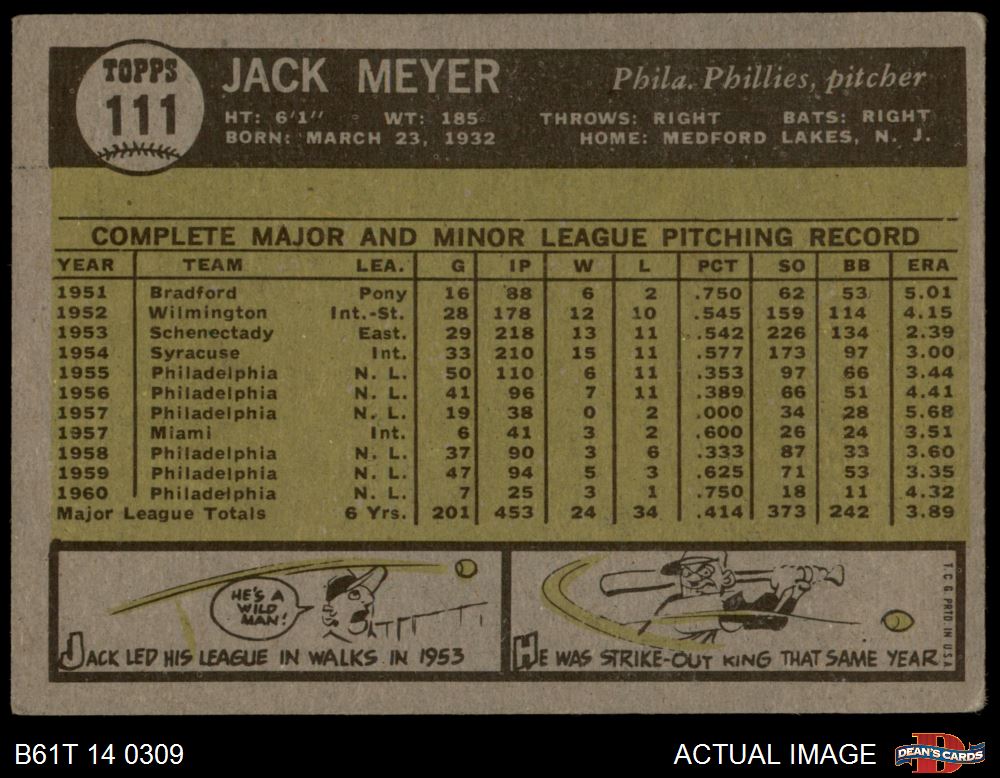 TOPPS
111
JACK MEYER
Phila. Phillies, pitcher
HT: 6'1" WT: 185 THROWS: RIGHT BATS: RIGHT
BORN: MARCH 23, 1932 HOME: MEDFORD LAKES, N. J.
COMPLETE MAJOR AND MINOR LEAGUE PITCHING RECORD
YEAR TEAM LEA. G IP W L PCT SO BB ERA
1951 Bradford Pony 16 88 6 2 .750 62 53 5.01
1952 Wilmington Int.-St. 28 178 12 10 .545 159 114 4.15
1953 Schenectady East. 29 218 13 11 .542 226 134 2.39
1954 Syracuse Int. 33 210 15 11 .577 173 97 3.00
1955 Philadelphia N. L. 50 110 6 11 .353 97 66 3.44
1956 Philadelphia N. L. 41 96 7 11 .389 66 51 4.41
1957 Philadelphia N. L. 19 38 0 2 .000 34 28 5.68
1957 Miami Int. 6 41 3 2 .600 26 24 3.51
1958 Philadelphia N. L. 37 90 3 6 .333 87 33 3.60
1959 Philadelphia N. L. 47 94 5 3 .625 71 53 3.35
1960 Philadelphia N. L. 7 25 3 1 .750 18 11 4.32
Major League Totals 6 Yrs. 201 453 24 34 .414 373 242 3.89
HE'S A
WILD
MAN!
JACK LED HIS LEAGUE IN WALKS IN 1953
HE WAS STRIKE-OUT KING THAT SAME YEAR
T. C. G. PRTD. IN U.S.A.
B61T 14 0309
ACTUAL IMAGE
DEAN'S CARDS